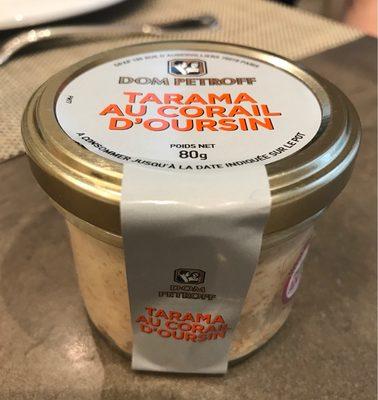 DOM PETROFF
TARAMA
AU CORAIL
D'OURSIN
POIDS NET
80g
À CONSOMMER JUSQU'À LA DATE INDIQUÉE SUR LE POT
DOM
PETROFF
TARAMA
AU CORAIL
D'OURSIN